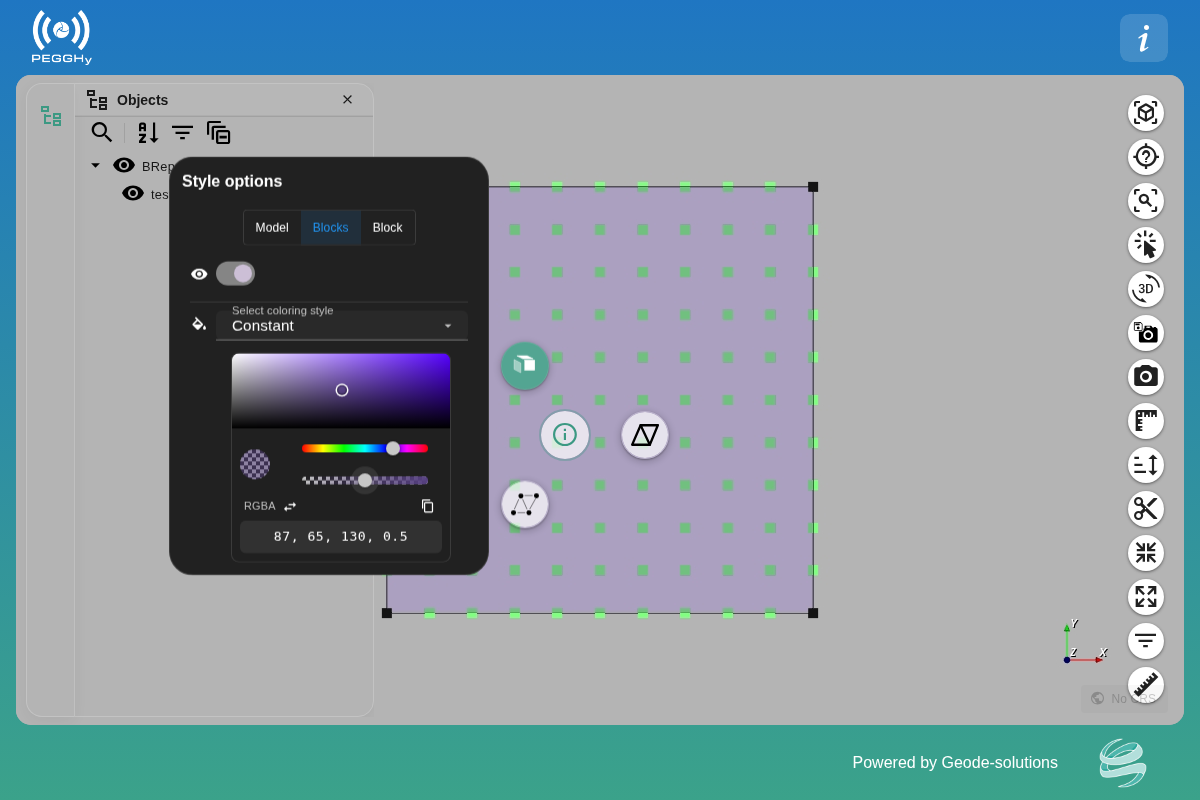 PEGGHy
i
Objects
A
Z
BRep
tes
Style options
Model Blocks Block
Select coloring style
Constant
RGBA
87, 65, 130, 0.5
3D
Y
Z X
No CRS
Powered by Geode-solutions